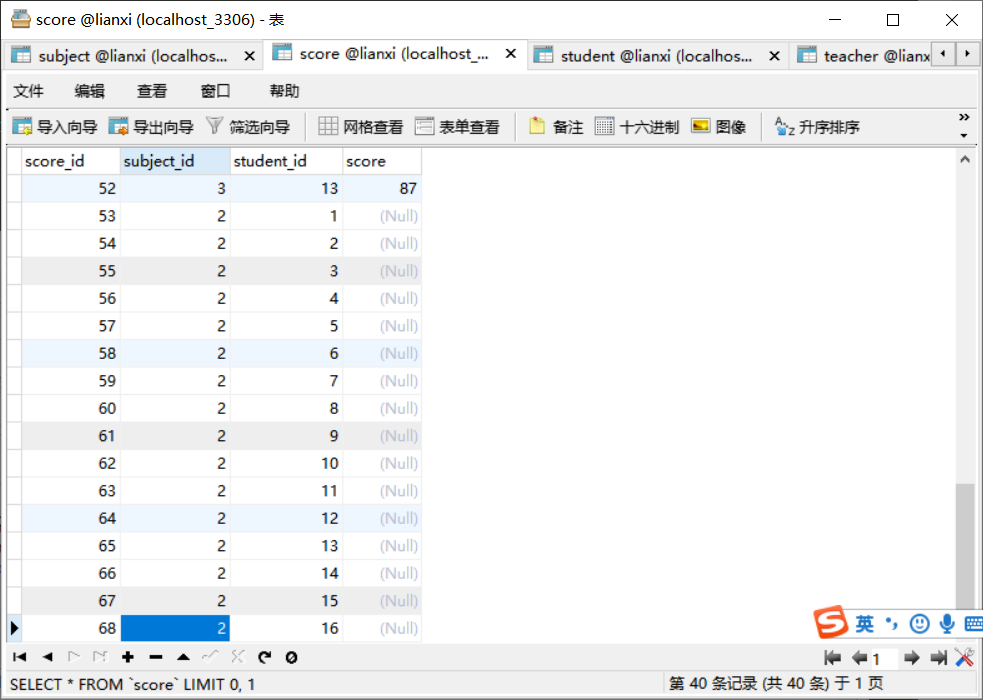 score @lianxi (localhost_3306) - 表
subject @lianxi (localhos... score @lianxi (localhost_... student @lianxi (localhos... teacher @lianx
文件 编辑 查看 窗口 帮助
导入向导 导出向导 筛选向导 网格查看 表单查看 备注 十六进制 图像 升序排序
score_id subject_id student_id score
52 3 13 87
53 2 1 (Null)
54 2 2 (Null)
55 2 3 (Null)
56 2 4 (Null)
57 2 5 (Null)
58 2 6 (Null)
59 2 7 (Null)
60 2 8 (Null)
61 2 9 (Null)
62 2 10 (Null)
63 2 11 (Null)
64 2 12 (Null)
65 2 13 (Null)
66 2 14 (Null)
67 2 15 (Null)
68 2 16 (Null)
英
1
SELECT * FROM `score` LIMIT 0, 1 第 40 条记录 (共 40 条) 于 1 页